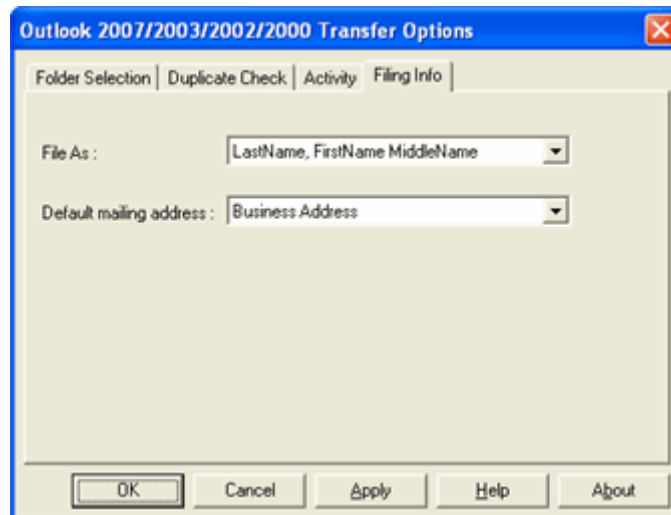 Outlook 2007/2003/2002/2000 Transfer Options
Folder Selection Duplicate Check Activity Filing Info
File As : LastName, FirstName MiddleName
Default mailing address : Business Address
OK Cancel Apply Help About